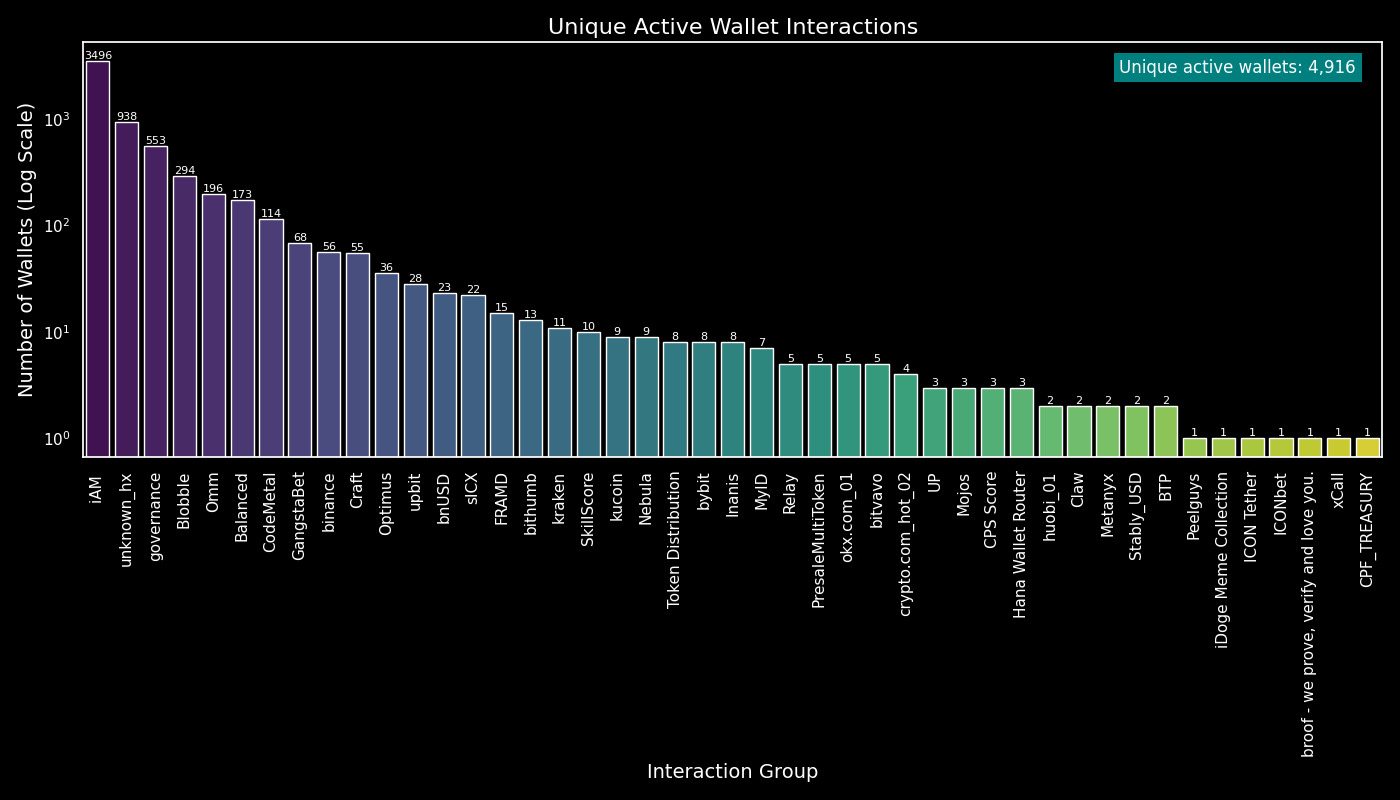 Unique Active Wallet Interactions
Unique active wallets: 4,916
Number of Wallets (Log Scale)
10³
10²
10¹
10⁰
3496
938
553
294
196
173
114
68
56
55
36
28
23
22
15
13
11
10
9
9
8
8
8
7
5
5
5
5
4
3
3
3
3
2
2
2
2
2
1
1
1
1
1
1
1
iAM
unknown_hx
governance
Blobble
Omm
Balanced
CodeMetal
GangstaBet
binance
Craft
Optimus
upbit
bnUSD
sICX
FRAMD
bithumb
kraken
SkillScore
kucoin
Nebula
Token Distribution
bybit
Inanis
MyID
Relay
PresaleMultiToken
okx.com_01
bitvavo
crypto.com_hot_02
UP
Mojos
CPS Score
Hana Wallet Router
huobi_01
Claw
Metanyx
Stably_USD
BTP
Peelguys
iDoge Meme Collection
ICON Tether
ICONbet
broof - we prove, verify and love you.
xCall
CPF_TREASURY
Interaction Group